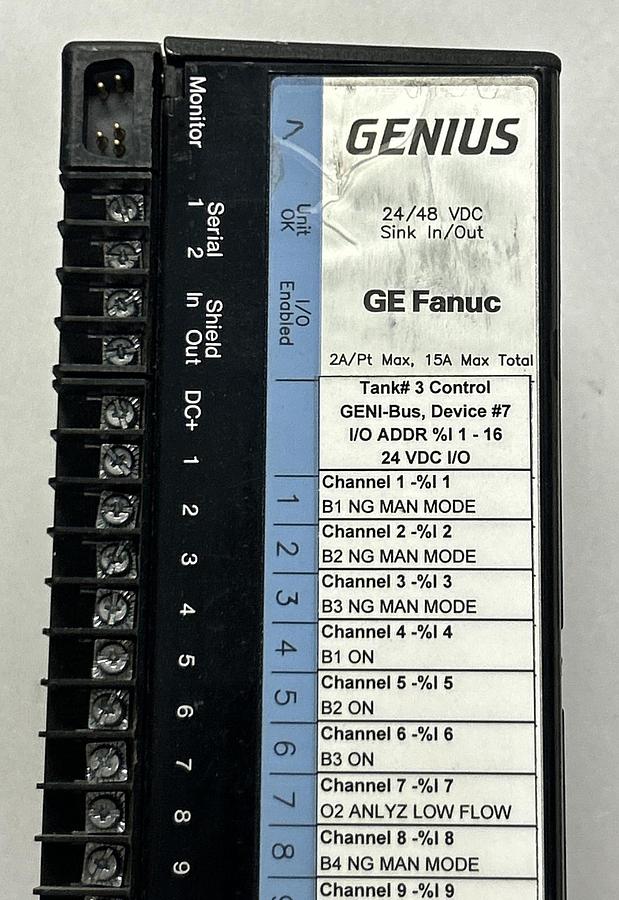 Monitor
Serial
1 2
Shield
In Out
DC+
1
2
3
4
5
6
7
8
9
7
Unit
OK
I/O
Enabled
1
2
3
4
5
6
7
8
9
GENIUS
24/48 VDC
Sink In/Out
GE Fanuc
2A/Pt Max, 15A Max Total
Tank# 3 Control
GENI-Bus, Device #7
I/O ADDR %I 1 - 16
24 VDC I/O
Channel 1 -%I 1
B1 NG MAN MODE
Channel 2 -%I 2
B2 NG MAN MODE
Channel 3 -%I 3
B3 NG MAN MODE
Channel 4 -%I 4
B1 ON
Channel 5 -%I 5
B2 ON
Channel 6 -%I 6
B3 ON
Channel 7 -%I 7
O2 ANLYZ LOW FLOW
Channel 8 -%I 8
B4 NG MAN MODE
Channel 9 -%I 9